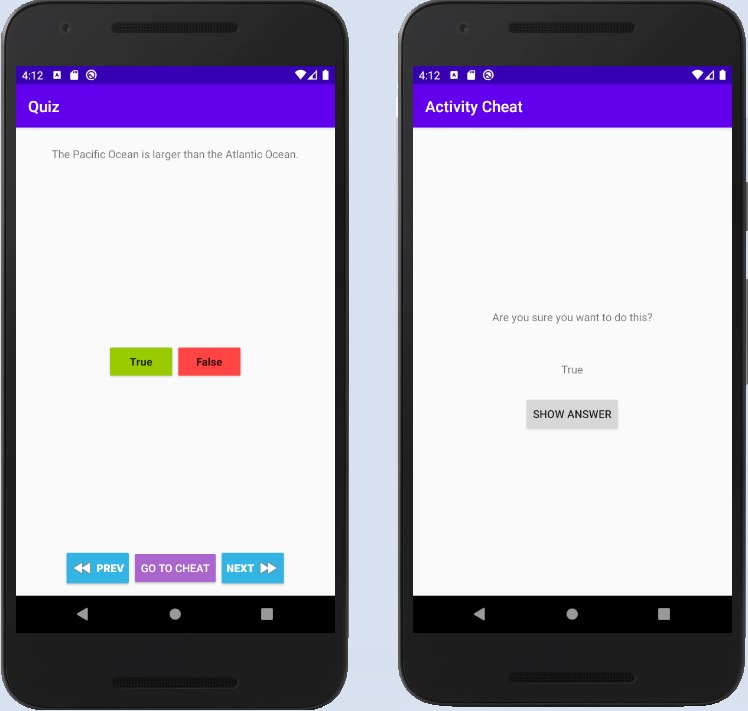 4:12
Quiz
The Pacific Ocean is larger than the Atlantic Ocean.
True False
PREV GO TO CHEAT NEXT
4:12
Activity Cheat
Are you sure you want to do this?
True
SHOW ANSWER